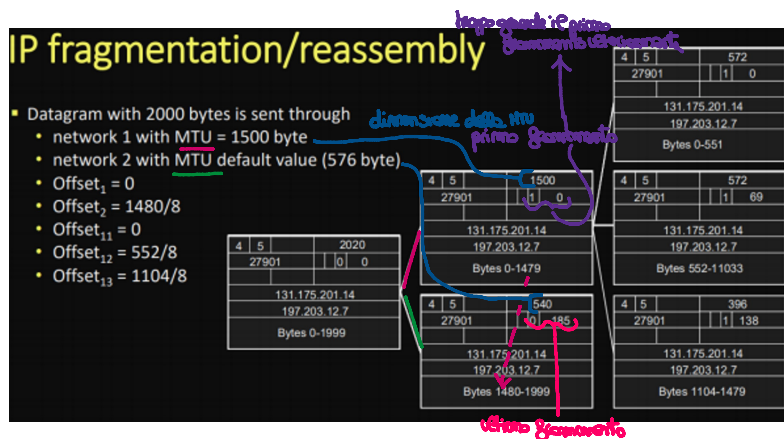 IP fragmentation/reassembly
Datagram with 2000 bytes is sent through
network 1 with MTU = 1500 byte
network 2 with MTU default value (576 byte)
Offset1 = 0
Offset2 = 1480/8
Offset11 = 0
Offset12 = 552/8
Offset13 = 1104/8
4 5 2020
27901 0 0
131.175.201.14
197.203.12.7
Bytes 0-1999
dimensione della MTU
primo frammento
4 5 1500
27901 1 0
131.175.201.14
197.203.12.7
Bytes 0-1479
4 5 540
27901 0 185
131.175.201.14
197.203.12.7
Bytes 1480-1999
ultimo frammento
troppo grande il primo
frammento
4 5 572
27901 1 0
131.175.201.14
197.203.12.7
Bytes 0-551
4 5 572
27901 1 69
131.175.201.14
197.203.12.7
Bytes 552-11033
4 5 396
27901 1 138
131.175.201.14
197.203.12.7
Bytes 1104-1479